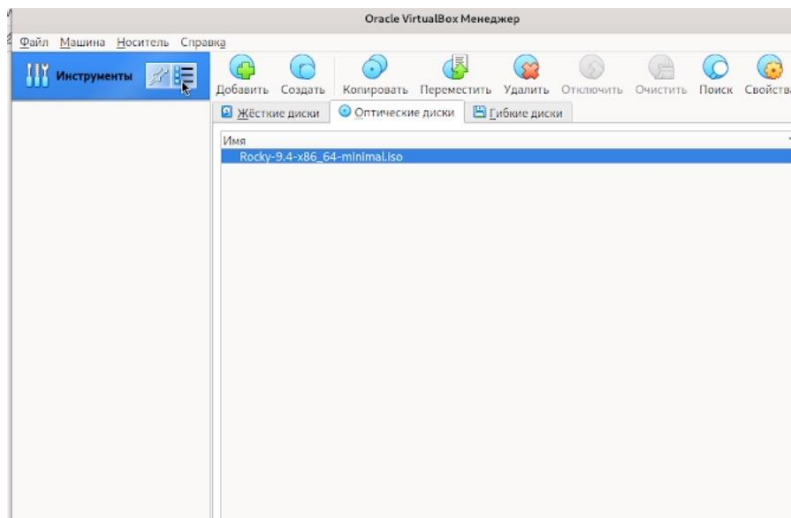 Oracle VirtualBox Менеджер
Файл Машина Носитель Справка
Инструменты
Добавить Создать Копировать Переместить Удалить Отключить Очистить Поиск Свойства
Жёсткие диски Оптические диски Гибкие диски
Имя
Rocky-9.4-x86_64-minimal.iso